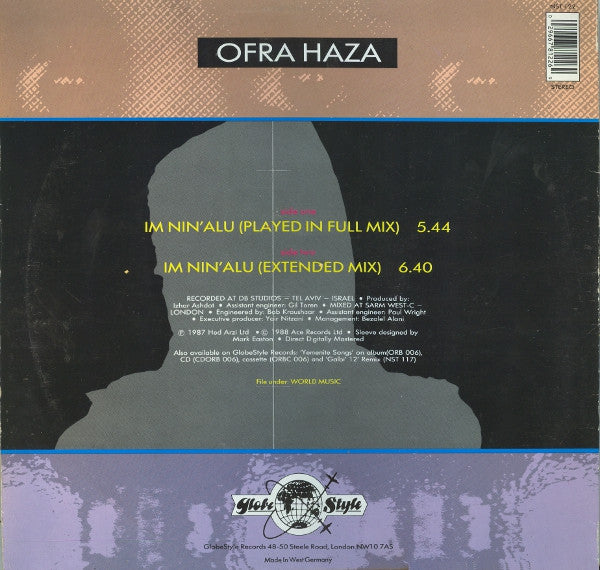 OFRA HAZA
STEREO
IM NIN'ALU (PLAYED IN FULL MIX) 5.44
IM NIN'ALU (EXTENDED MIX) 6.40
RECORDED AT DB STUDIOS – TEL AVIV – ISRAEL • Produced by:
Izhar Ashdot • Assistant engineer: Gil Toren • MIXED AT SARM WEST-C –
LONDON • Engineered by: Bob Kraushaar • Assistant engineer: Paul Wright
• Executive producer: Yair Nitzani • Management: Bezalel Aloni
℗ 1987 Hed Arzi Ltd • © 1988 Ace Records Ltd • Sleeve designed by
Mark Easton • Direct Digitally Mastered
Also available on GlobeStyle Records: 'Yemenite Songs' on album(ORB 006),
CD (CDORB 006), cassette (ORBC 006) and 'Galbi' 12" Remix (NST 117)
File under: WORLD MUSIC
Globe Style
GlobeStyle Records 48-50 Steele Road, London NW10 7AS
Made In West Germany